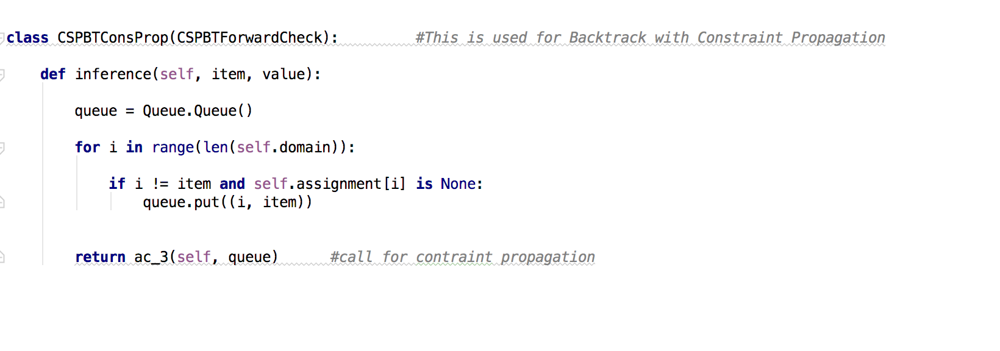 class CSPBTConsProp(CSPBTForwardCheck):         #This is used for Backtrack with Constraint Propagation
    def inference(self, item, value):
        queue = Queue.Queue()
        for i in range(len(self.domain)):
            if i != item and self.assignment[i] is None:
                queue.put((i, item))
        return ac_3(self, queue)      #call for contraint propagation